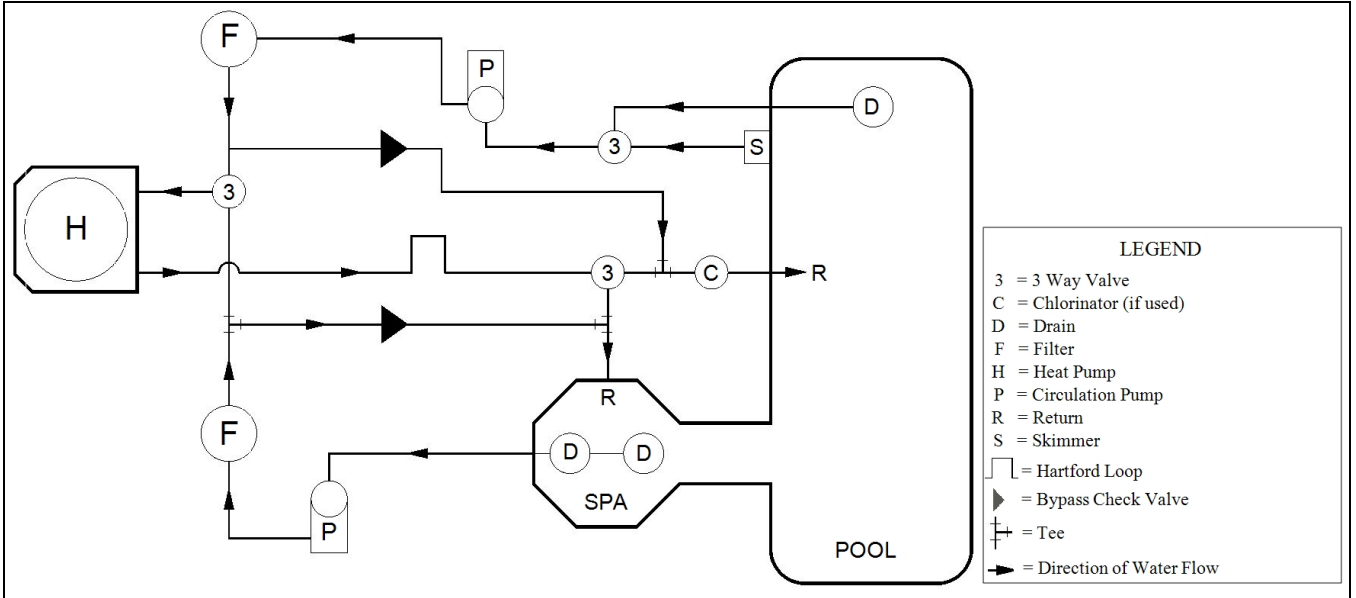 F
P
D
3
S
3
H
LEGEND
3 = 3 Way Valve
C = Chlorinator (if used)
D = Drain
F = Filter
H = Heat Pump
P = Circulation Pump
R = Return
S = Skimmer
= Hartford Loop
= Bypass Check Valve
= Tee
= Direction of Water Flow
3
C
R
R
F
D
D
SPA
P
POOL